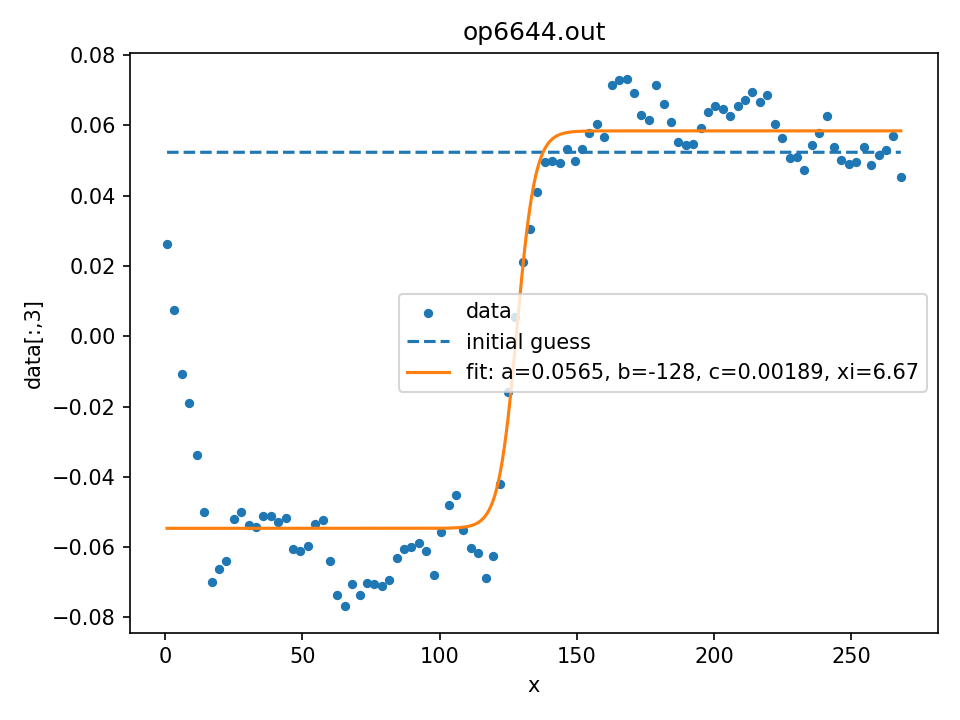 op6644.out
0.08
0.06
0.04
0.02
0.00
−0.02
−0.04
−0.06
−0.08
data[:,3]
data
initial guess
fit: a=0.0565, b=-128, c=0.00189, xi=6.67
0 50 100 150 200 250
x